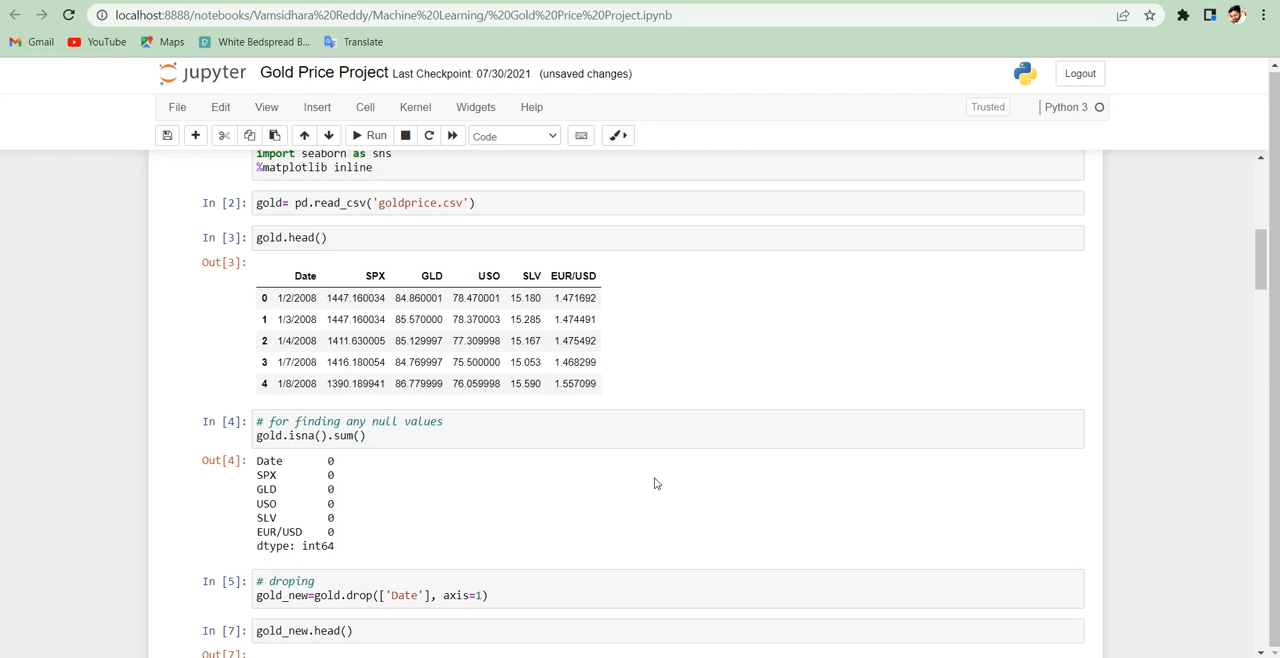 localhost:8888/notebooks/Vamsidhara%20Reddy/Machine%20Learning/%20Gold%20Price%20Project.ipynb
Gmail YouTube Maps White Bedspread B... Translate
jupyter Gold Price Project Last Checkpoint: 07/30/2021 (unsaved changes) Logout
File Edit View Insert Cell Kernel Widgets Help Trusted Python 3
Run Code
import seaborn as sns
%matplotlib inline
In [2]: gold= pd.read_csv('goldprice.csv')
In [3]: gold.head()
Out[3]:
Date SPX GLD USO SLV EUR/USD
0 1/2/2008 1447.160034 84.860001 78.470001 15.180 1.471692
1 1/3/2008 1447.160034 85.570000 78.370003 15.285 1.474491
2 1/4/2008 1411.630005 85.129997 77.309998 15.167 1.475492
3 1/7/2008 1416.180054 84.769997 75.500000 15.053 1.468299
4 1/8/2008 1390.189941 86.779999 76.059998 15.590 1.557099
In [4]: # for finding any null values
gold.isna().sum()
Out[4]: Date 0
SPX 0
GLD 0
USO 0
SLV 0
EUR/USD 0
dtype: int64
In [5]: # droping
gold_new=gold.drop(['Date'], axis=1)
In [7]: gold_new.head()
Out[7]: